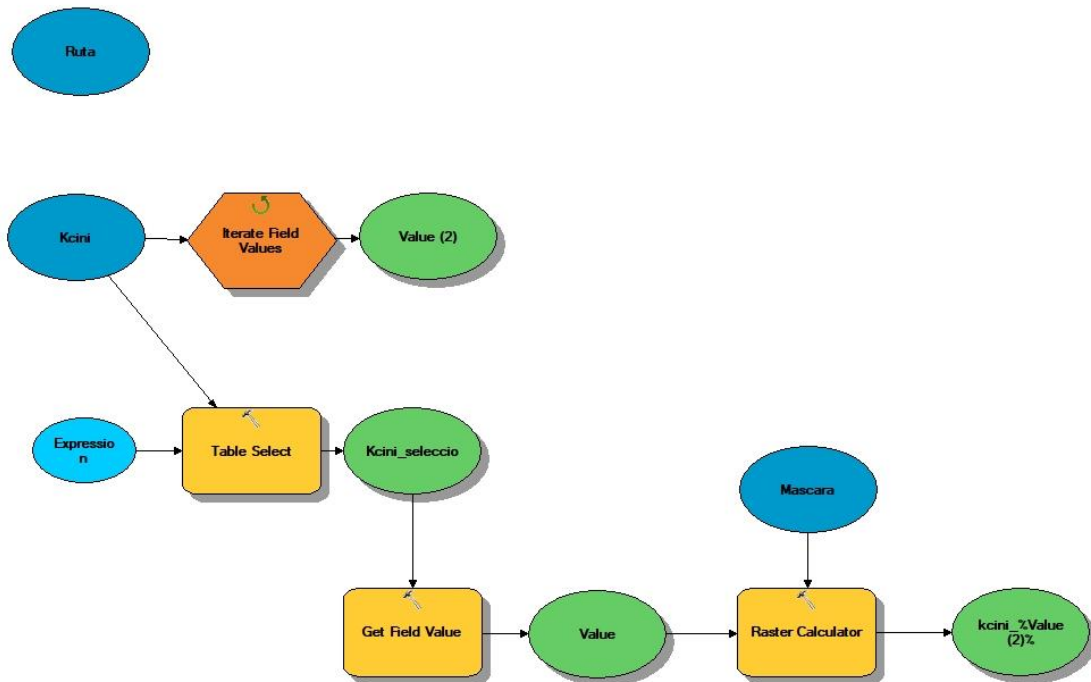 Ruta
Kcini
Iterate Field
Values
Value (2)
Expressio
n
Table Select
Kcini_seleccio
Mascara
Get Field Value
Value
Raster Calculator
kcini_%Value
(2)%